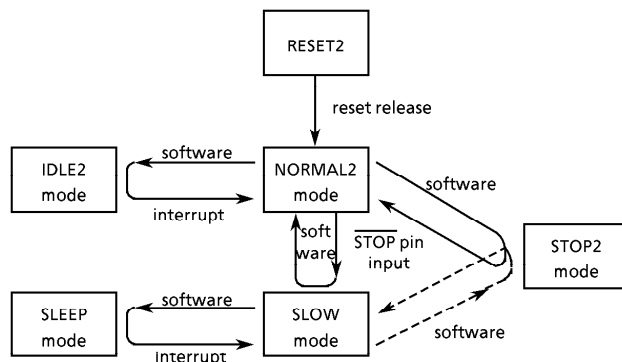 RESET2
reset release
IDLE2
mode
software
interrupt
NORMAL2
mode
software
soft
ware
STOP pin
input
STOP2
mode
SLEEP
mode
software
interrupt
SLOW
mode
software